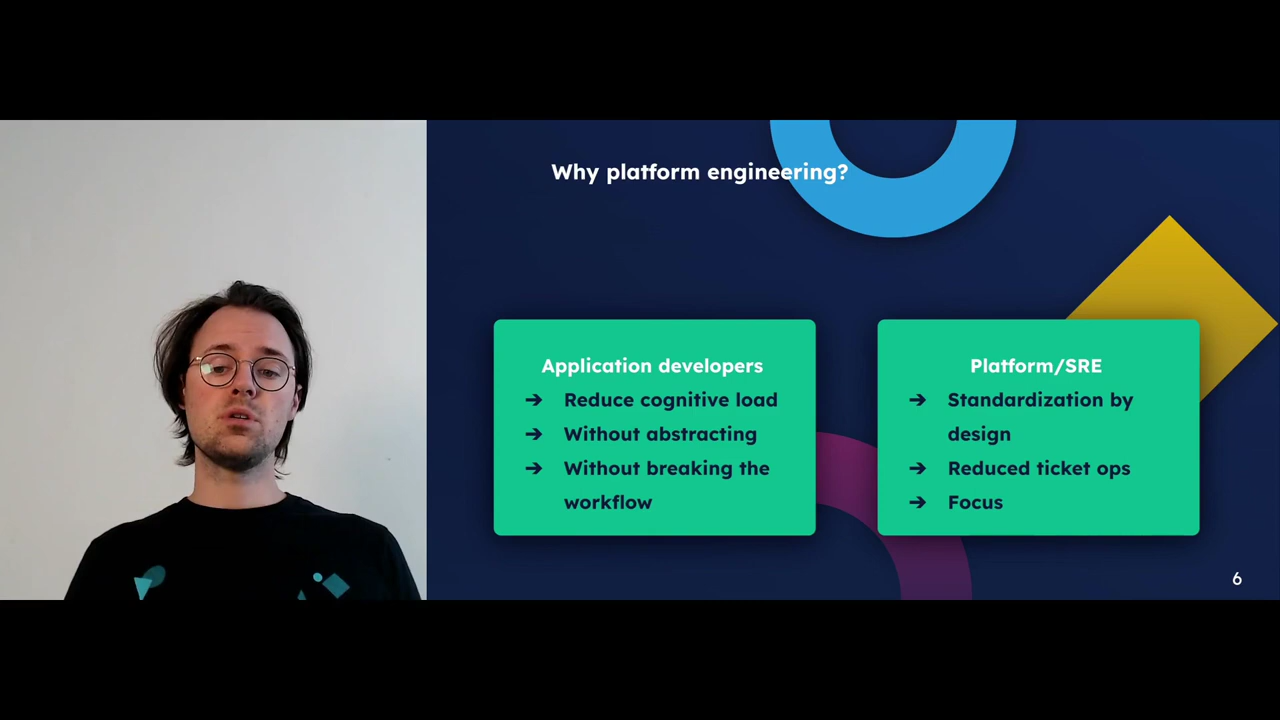 Why platform engineering?
Application developers
➔ Reduce cognitive load
➔ Without abstracting
➔ Without breaking the
workflow
Platform/SRE
➔ Standardization by
design
➔ Reduced ticket ops
➔ Focus
6